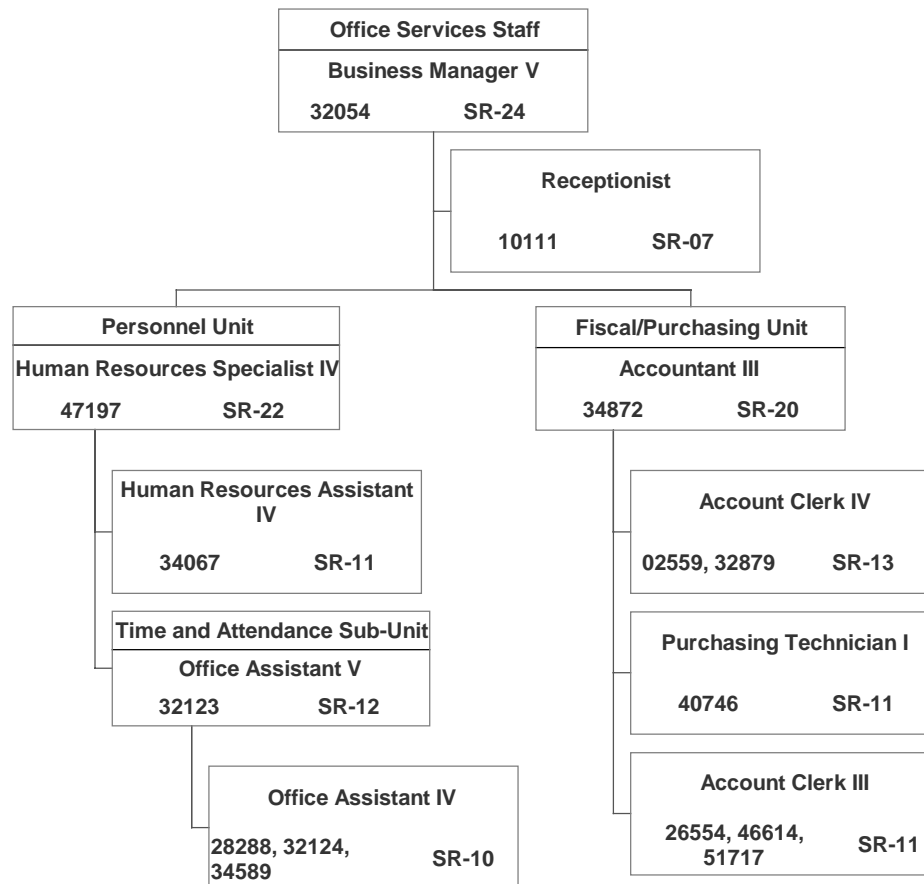 Office Services Staff
Business Manager V
32054 SR-24
Receptionist
10111 SR-07
Personnel Unit
Human Resources Specialist IV
47197 SR-22
Human Resources Assistant
IV
34067 SR-11
Time and Attendance Sub-Unit
Office Assistant V
32123 SR-12
Office Assistant IV
28288, 32124,
34589 SR-10
Fiscal/Purchasing Unit
Accountant III
34872 SR-20
Account Clerk IV
02559, 32879 SR-13
Purchasing Technician I
40746 SR-11
Account Clerk III
26554, 46614,
51717 SR-11